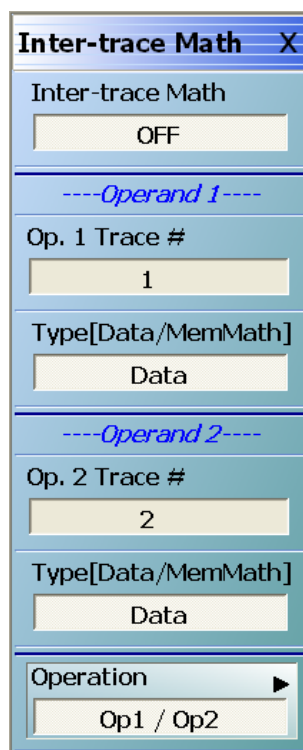 Inter-trace Math X
Inter-trace Math
OFF
----Operand 1----
Op. 1 Trace #
1
Type[Data/MemMath]
Data
----Operand 2----
Op. 2 Trace #
2
Type[Data/MemMath]
Data
Operation
Op1 / Op2